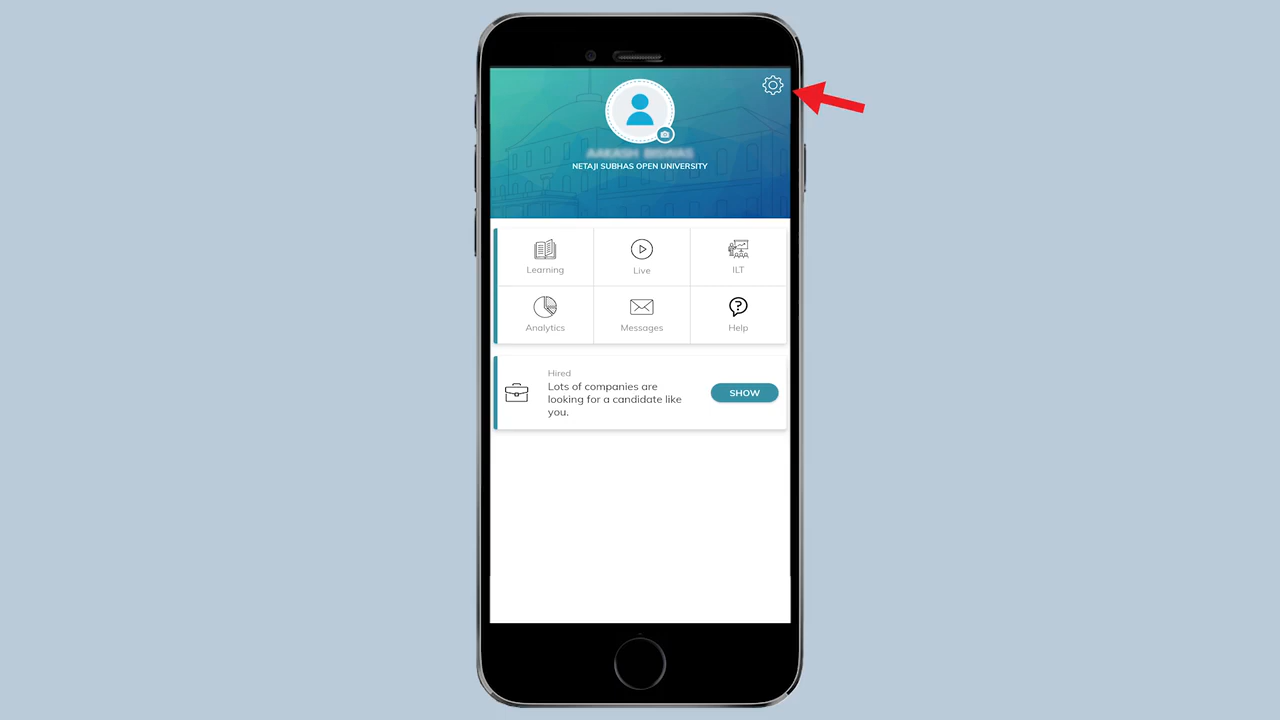 NETAJI SUBHAS OPEN UNIVERSITY
Learning
Live
ILT
Analytics
Messages
Help
Hired
Lots of companies are
looking for a candidate like
you.
SHOW